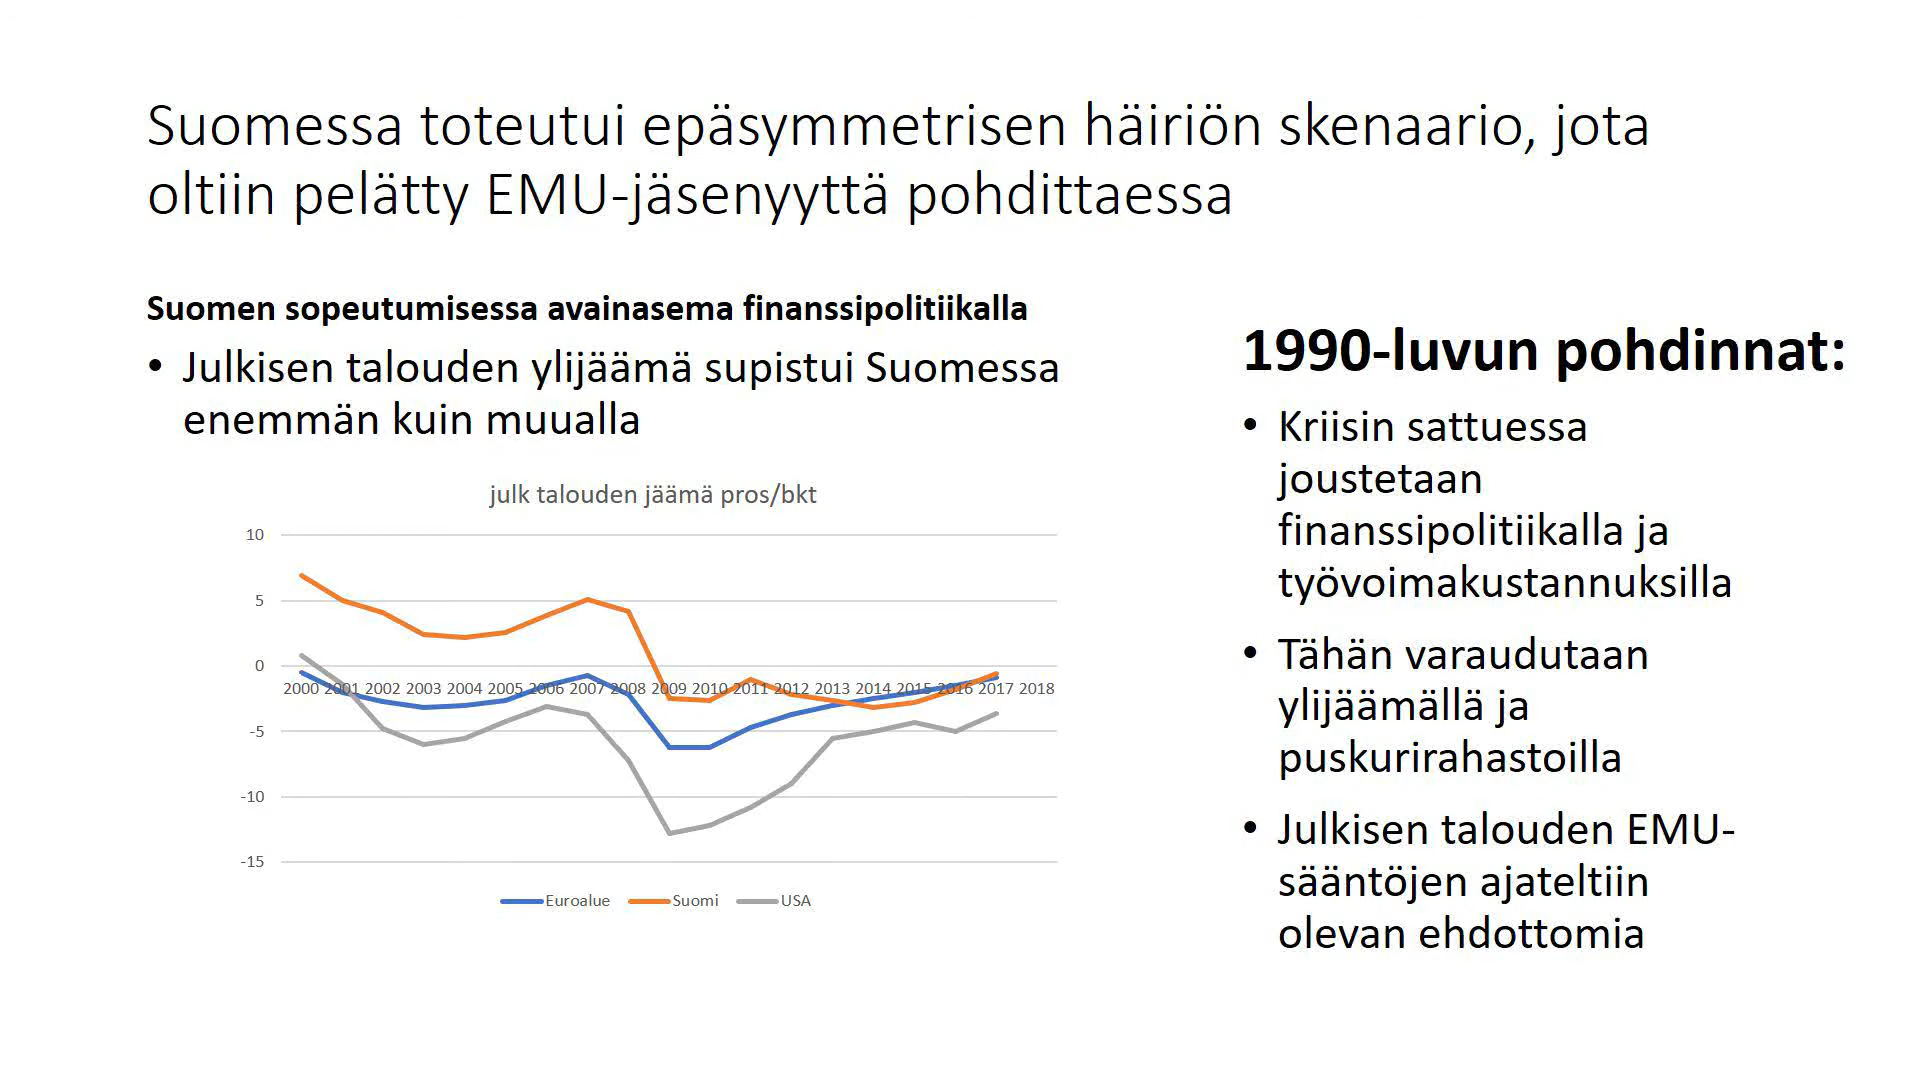 Suomessa toteutui epäsymmetrisen häiriön skenaario, jota
oltiin pelätty EMU-jäsenyyttä pohdittaessa
Suomen sopeutumisessa avainasema finanssipolitiikalla
• Julkisen talouden ylijäämä supistui Suomessa
enemmän kuin muualla
julk talouden jäämä pros/bkt
10
5
0
2000 2001 2002 2003 2004 2005 2006 2007 2008 2009 2010 2011 2012 2013 2014 2015 2016 2017 2018
-5
-10
-15
Euroalue Suomi USA
1990-luvun pohdinnat:
• Kriisin sattuessa
joustetaan
finanssipolitiikalla ja
työvoimakustannuksilla
• Tähän varaudutaan
ylijäämällä ja
puskurirahastoilla
• Julkisen talouden EMU-
sääntöjen ajateltiin
olevan ehdottomia